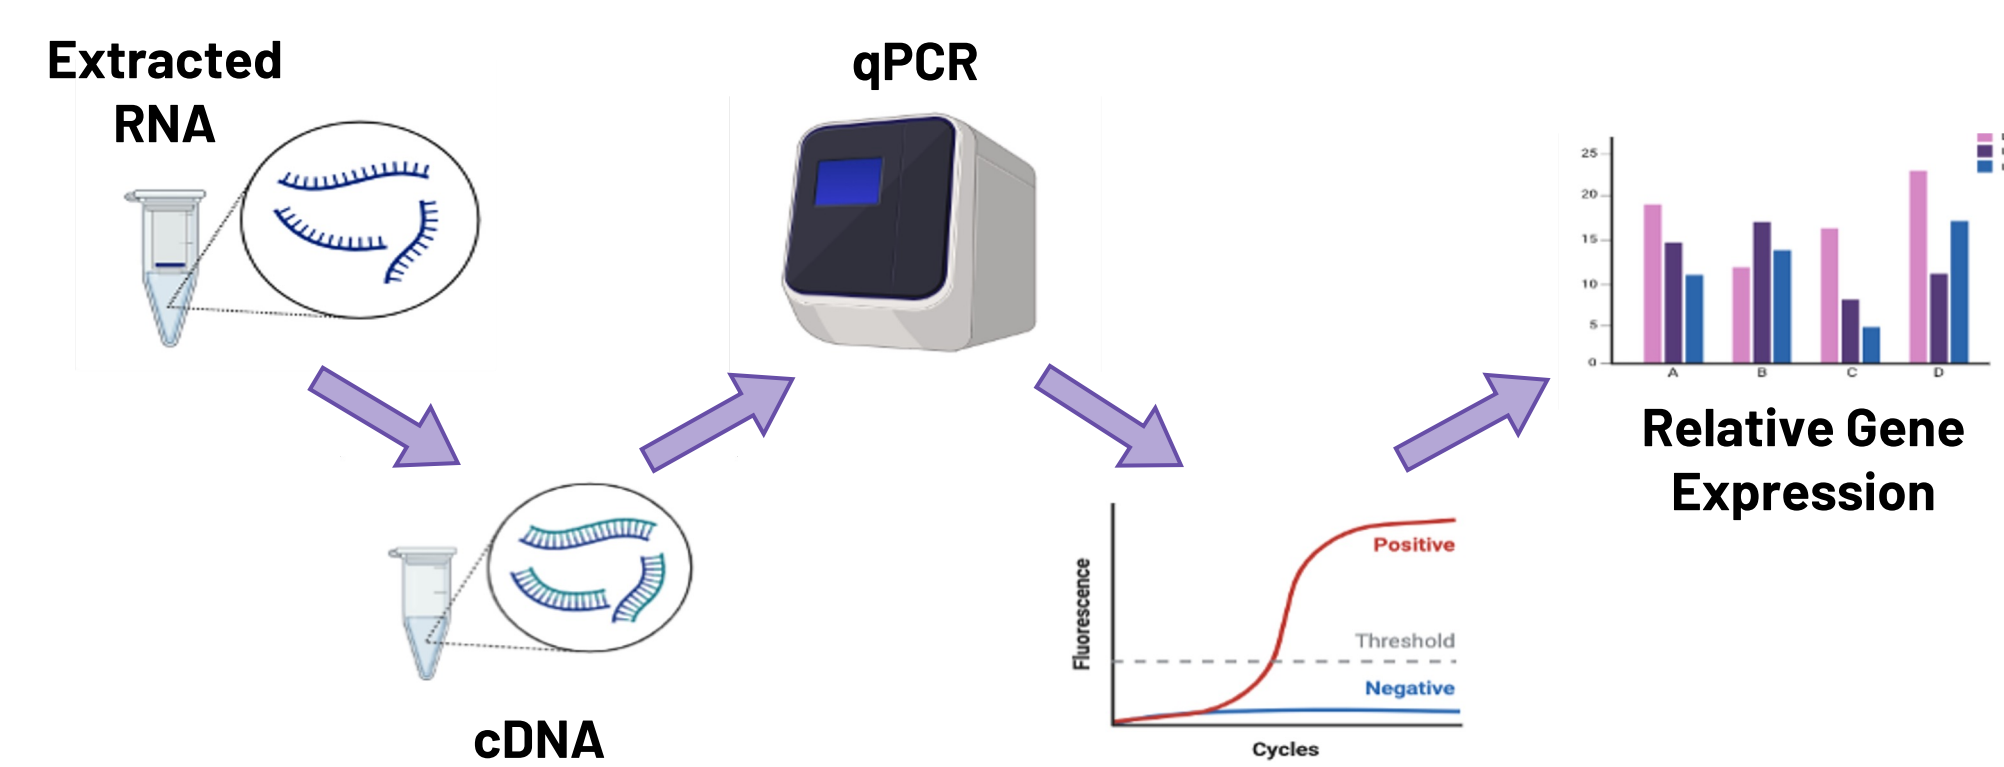 Extracted
RNA
cDNA
qPCR
Fluorescence
Positive
Threshold
Negative
Cycles
25
20
15
10
5
0
A B C D
Relative Gene
Expression